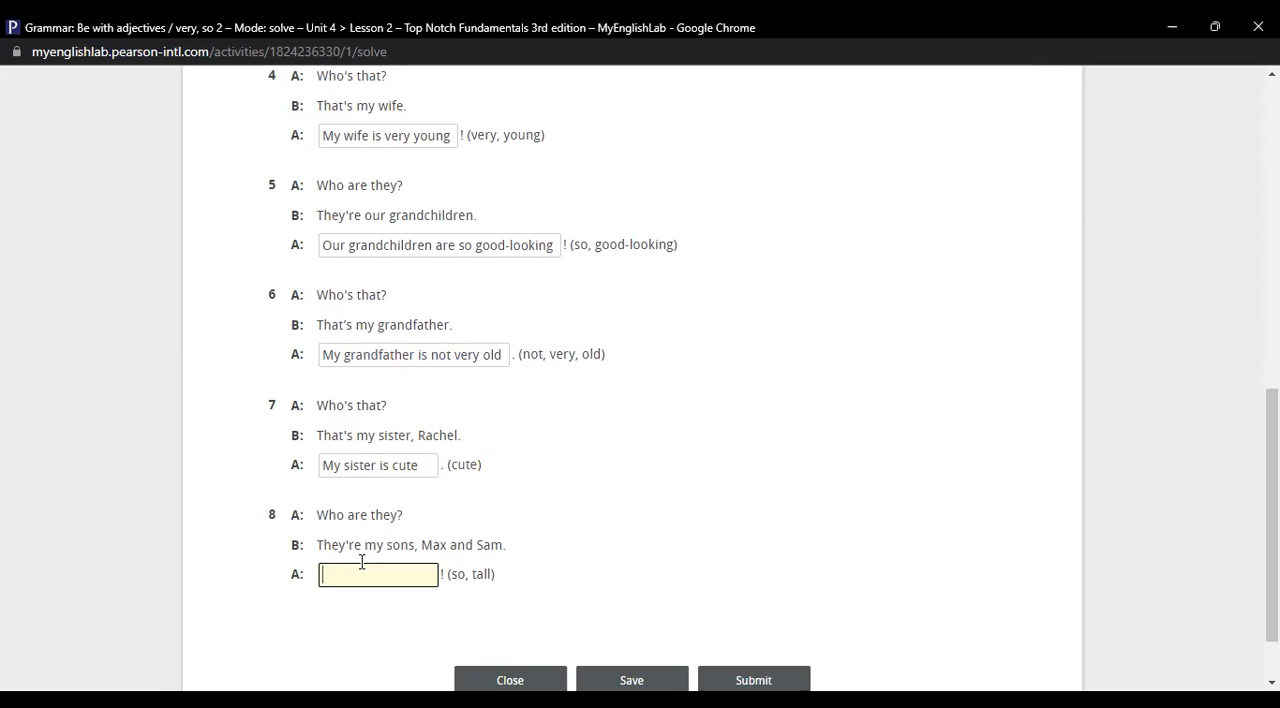 Grammar: Be with adjectives / very, so 2 – Mode: solve – Unit 4 > Lesson 2 – Top Notch Fundamentals 3rd edition – MyEnglishLab - Google Chrome
myenglishlab.pearson-intl.com/activities/1824236330/1/solve
4 A: Who's that?
B: That's my wife.
A: My wife is very young ! (very, young)
5 A: Who are they?
B: They're our grandchildren.
A: Our grandchildren are so good-looking ! (so, good-looking)
6 A: Who's that?
B: That’s my grandfather.
A: My grandfather is not very old . (not, very, old)
7 A: Who's that?
B: That's my sister, Rachel.
A: My sister is cute . (cute)
8 A: Who are they?
B: They're my sons, Max and Sam.
A: ! (so, tall)
Close Save Submit